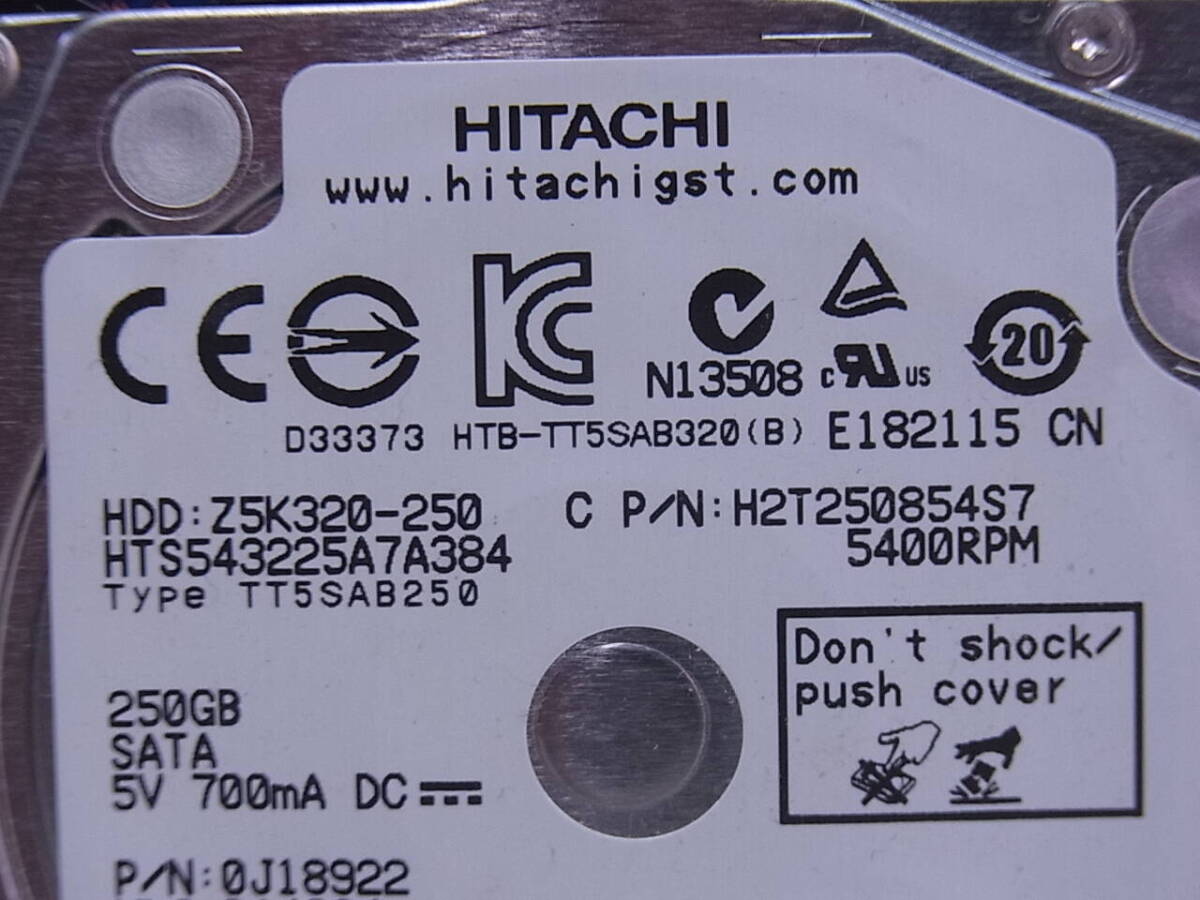 HITACHI
www.hitachigst.com
CE
N13508
c RU US
20
D33373 HTB-TT5SAB320(B) E182115 CN
HDD:Z5K320-250 C P/N:H2T250854S7
HTS543225A7A384 5400RPM
Type TT5SAB250
Don't shock/
push cover
250GB
SATA
5V 700mA DC
P/N:0J18922